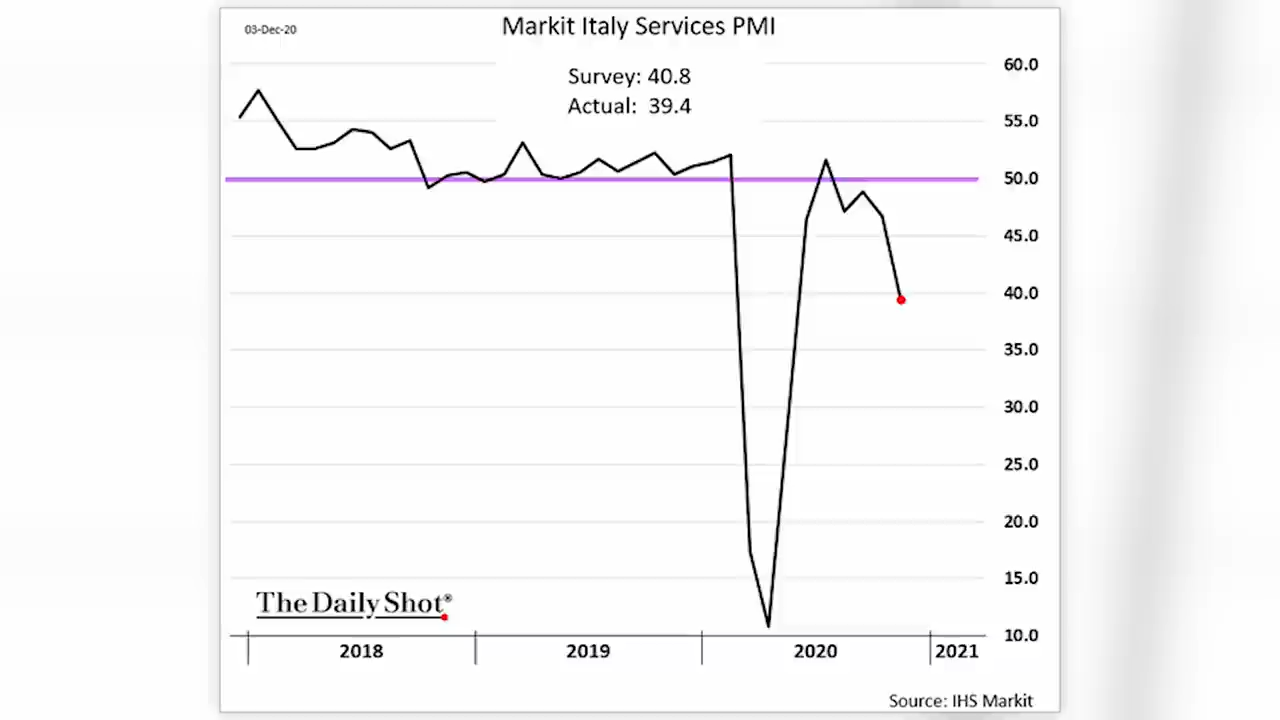 03-Dec-20
Markit Italy Services PMI
Survey: 40.8
Actual: 39.4
60.0
55.0
50.0
45.0
40.0
35.0
30.0
25.0
20.0
15.0
10.0
The Daily Shot®
2018 2019 2020 2021
Source: IHS Markit